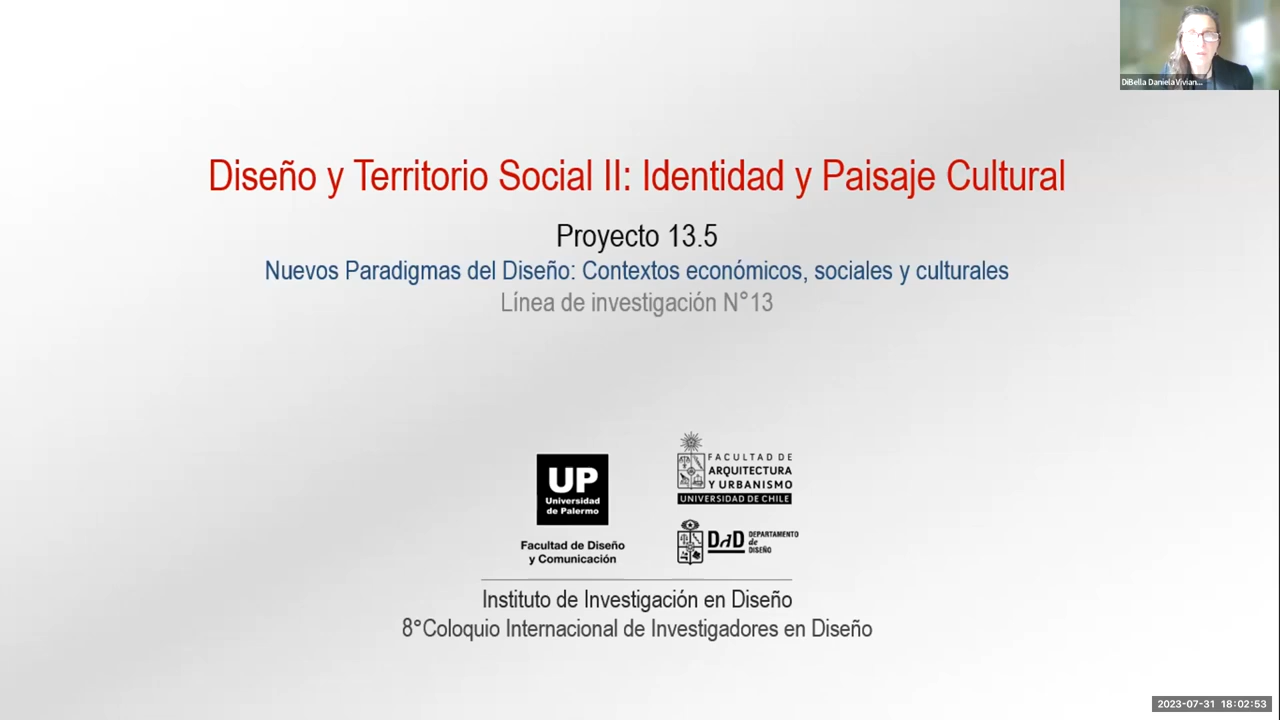 DiBella Daniela Vivian...
Diseño y Territorio Social II: Identidad y Paisaje Cultural
Proyecto 13.5
Nuevos Paradigmas del Diseño: Contextos económicos, sociales y culturales
Línea de investigación N°13
UP
Universidad
de Palermo
Facultad de Diseño
y Comunicación
FACULTAD DE
ARQUITECTURA
Y URBANISMO
UNIVERSIDAD DE CHILE
DAD
DEPARTAMENTO
de
DISEÑO
Instituto de Investigación en Diseño
8°Coloquio Internacional de Investigadores en Diseño
2023-07-31 18:02:53